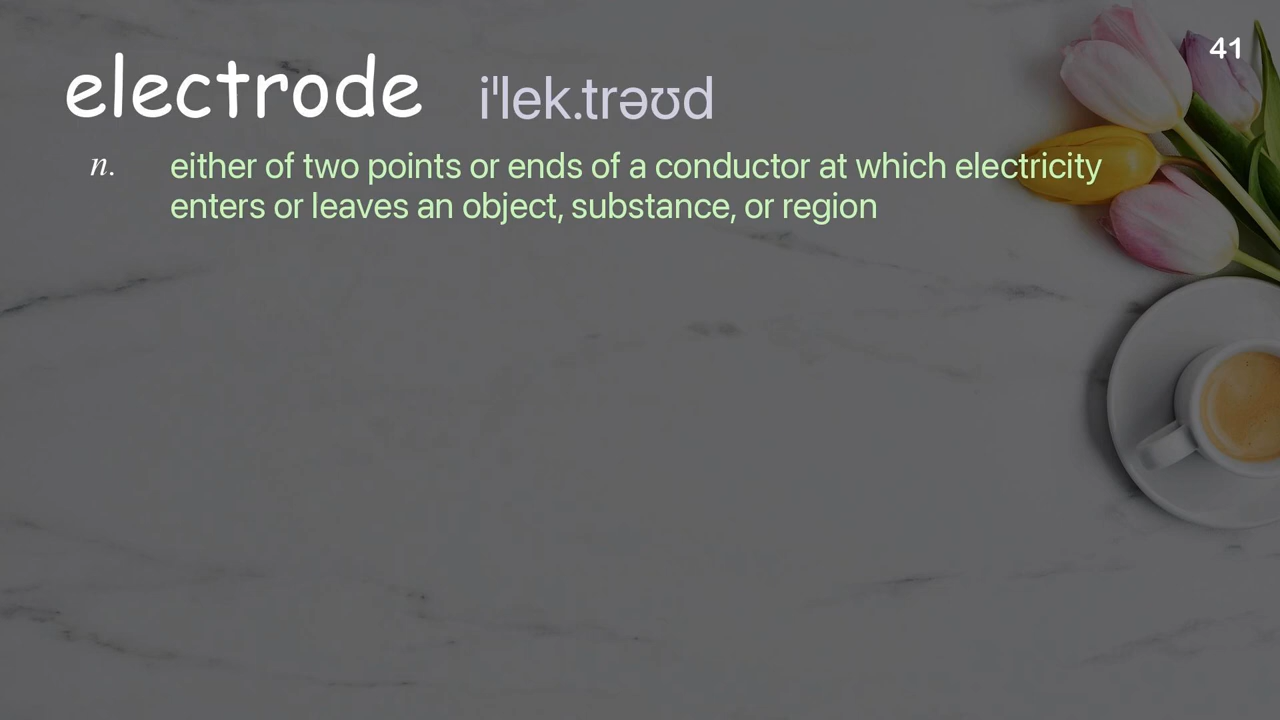 41
electrode i'lek.trəʊd
n. either of two points or ends of a conductor at which electricity
enters or leaves an object, substance, or region